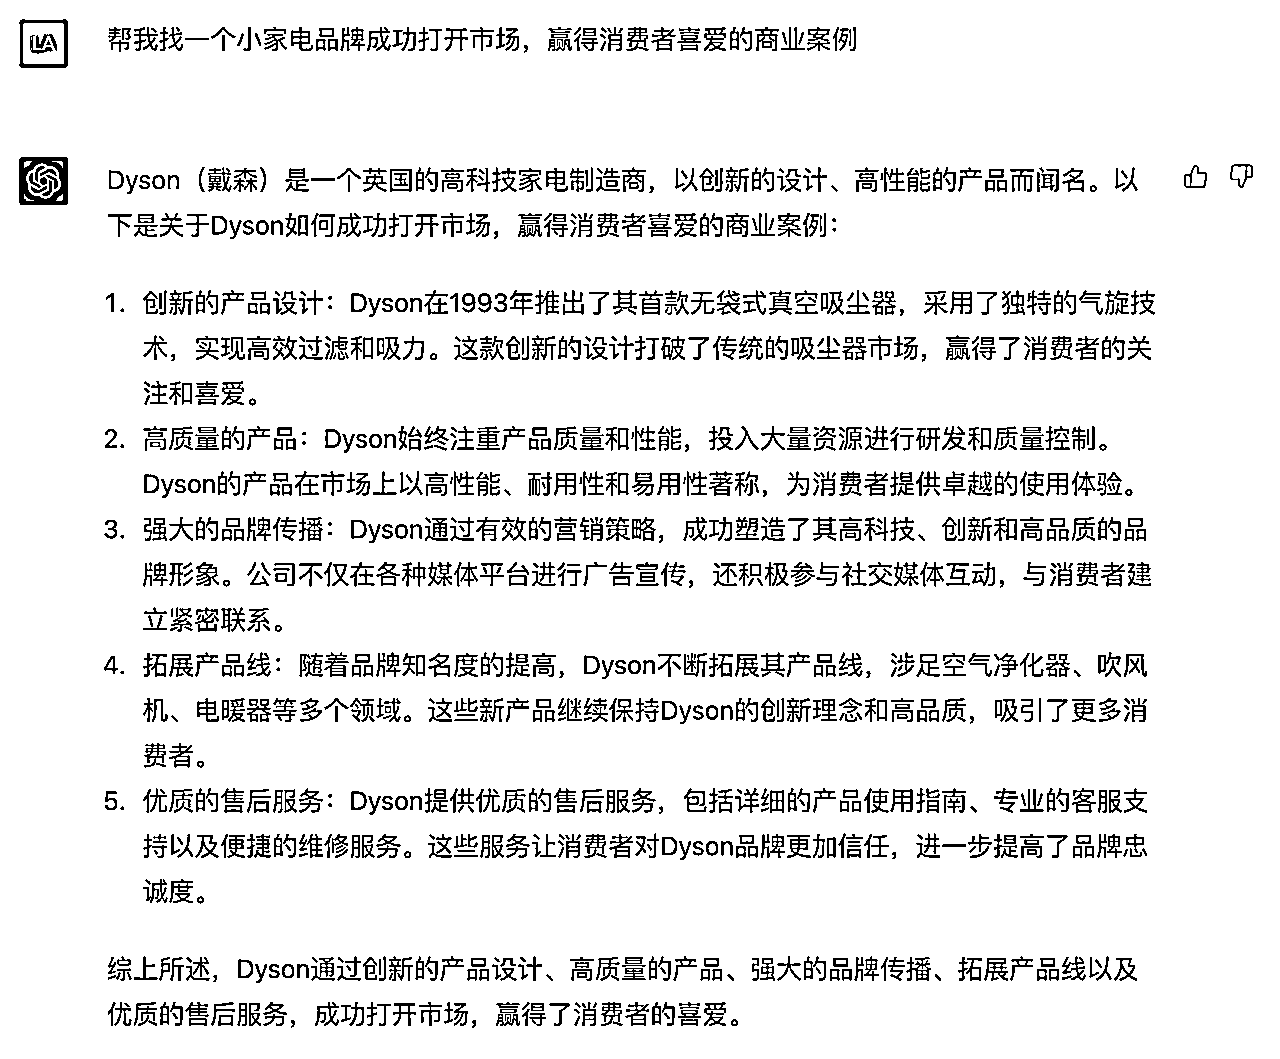 LA
帮我找一个小家电品牌成功打开市场，赢得消费者喜爱的商业案例
Dyson（戴森）是一个英国的高科技家电制造商，以创新的设计、高性能的产品而闻名。以
下是关于Dyson如何成功打开市场，赢得消费者喜爱的商业案例：
1. 创新的产品设计：Dyson在1993年推出了其首款无袋式真空吸尘器，采用了独特的气旋技
术，实现高效过滤和吸力。这款创新的设计打破了传统的吸尘器市场，赢得了消费者的关
注和喜爱。
2. 高质量的产品：Dyson始终注重产品质量和性能，投入大量资源进行研发和质量控制。
Dyson的产品在市场上以高性能、耐用性和易用性著称，为消费者提供卓越的使用体验。
3. 强大的品牌传播：Dyson通过有效的营销策略，成功塑造了其高科技、创新和高品质的品
牌形象。公司不仅在各种媒体平台进行广告宣传，还积极参与社交媒体互动，与消费者建
立紧密联系。
4. 拓展产品线：随着品牌知名度的提高，Dyson不断拓展其产品线，涉足空气净化器、吹风
机、电暖器等多个领域。这些新产品继续保持Dyson的创新理念和高品质，吸引了更多消
费者。
5. 优质的售后服务：Dyson提供优质的售后服务，包括详细的产品使用指南、专业的客服支
持以及便捷的维修服务。这些服务让消费者对Dyson品牌更加信任，进一步提高了品牌忠
诚度。
综上所述，Dyson通过创新的产品设计、高质量的产品、强大的品牌传播、拓展产品线以及
优质的售后服务，成功打开市场，赢得了消费者的喜爱。